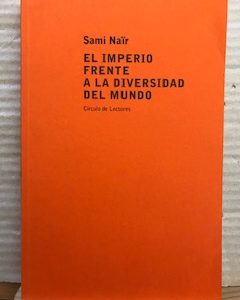 Sami Naïr
EL IMPERIO
FRENTE
A LA DIVERSIDAD
DEL MUNDO
Círculo de Lectores